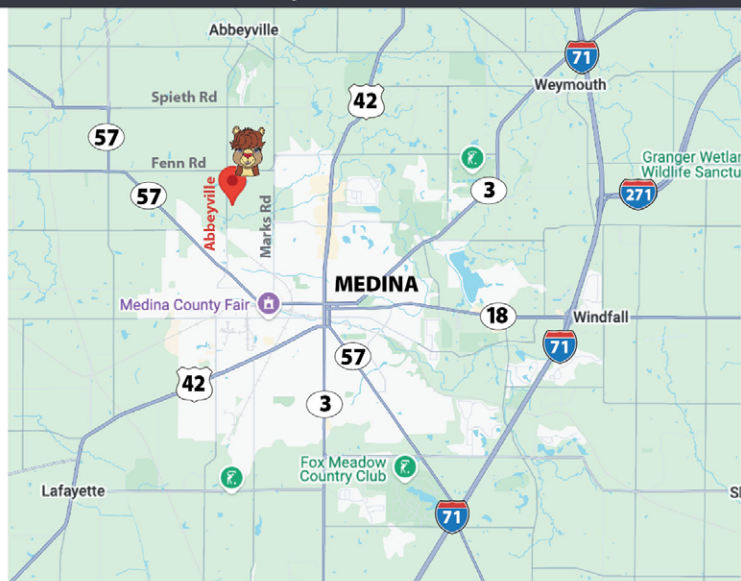 Abbeyville
71
Weymouth
Spieth Rd
42
57
Granger Wetlan
Wildlife Sanctu
Fenn Rd
3
271
57
Abbeyville
Marks Rd
MEDINA
Medina County Fair
18
Windfall
71
57
42
3
Fox Meadow
Country Club
Lafayette
71